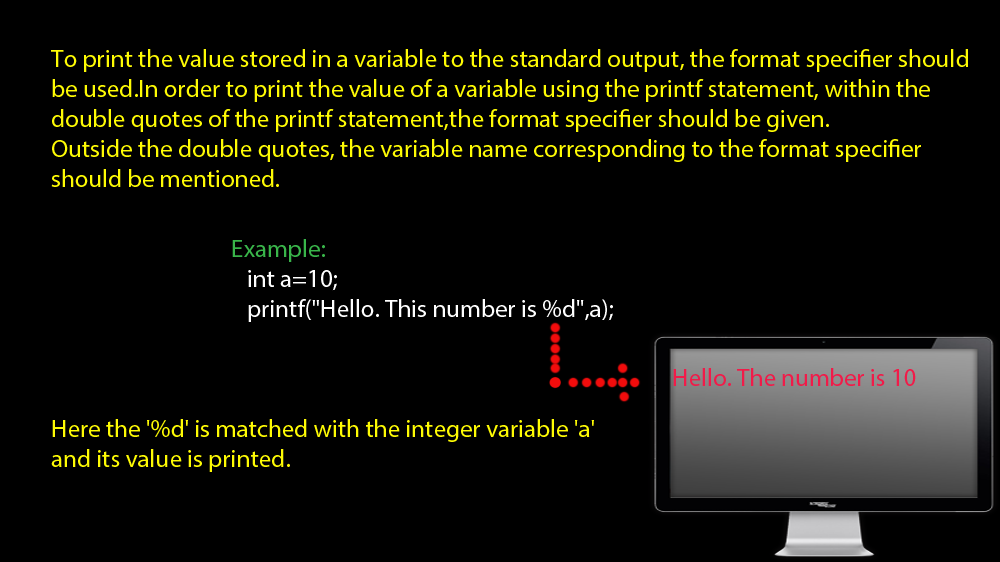 To print the value stored in a variable to the standard output, the format specifier should
be used.In order to print the value of a variable using the printf statement, within the
double quotes of the printf statement,the format specifier should be given.
Outside the double quotes, the variable name corresponding to the format specifier
should be mentioned.
Example:
int a=10;
printf("Hello. This number is %d",a);
Hello. The number is 10
Here the '%d' is matched with the integer variable 'a'
and its value is printed.